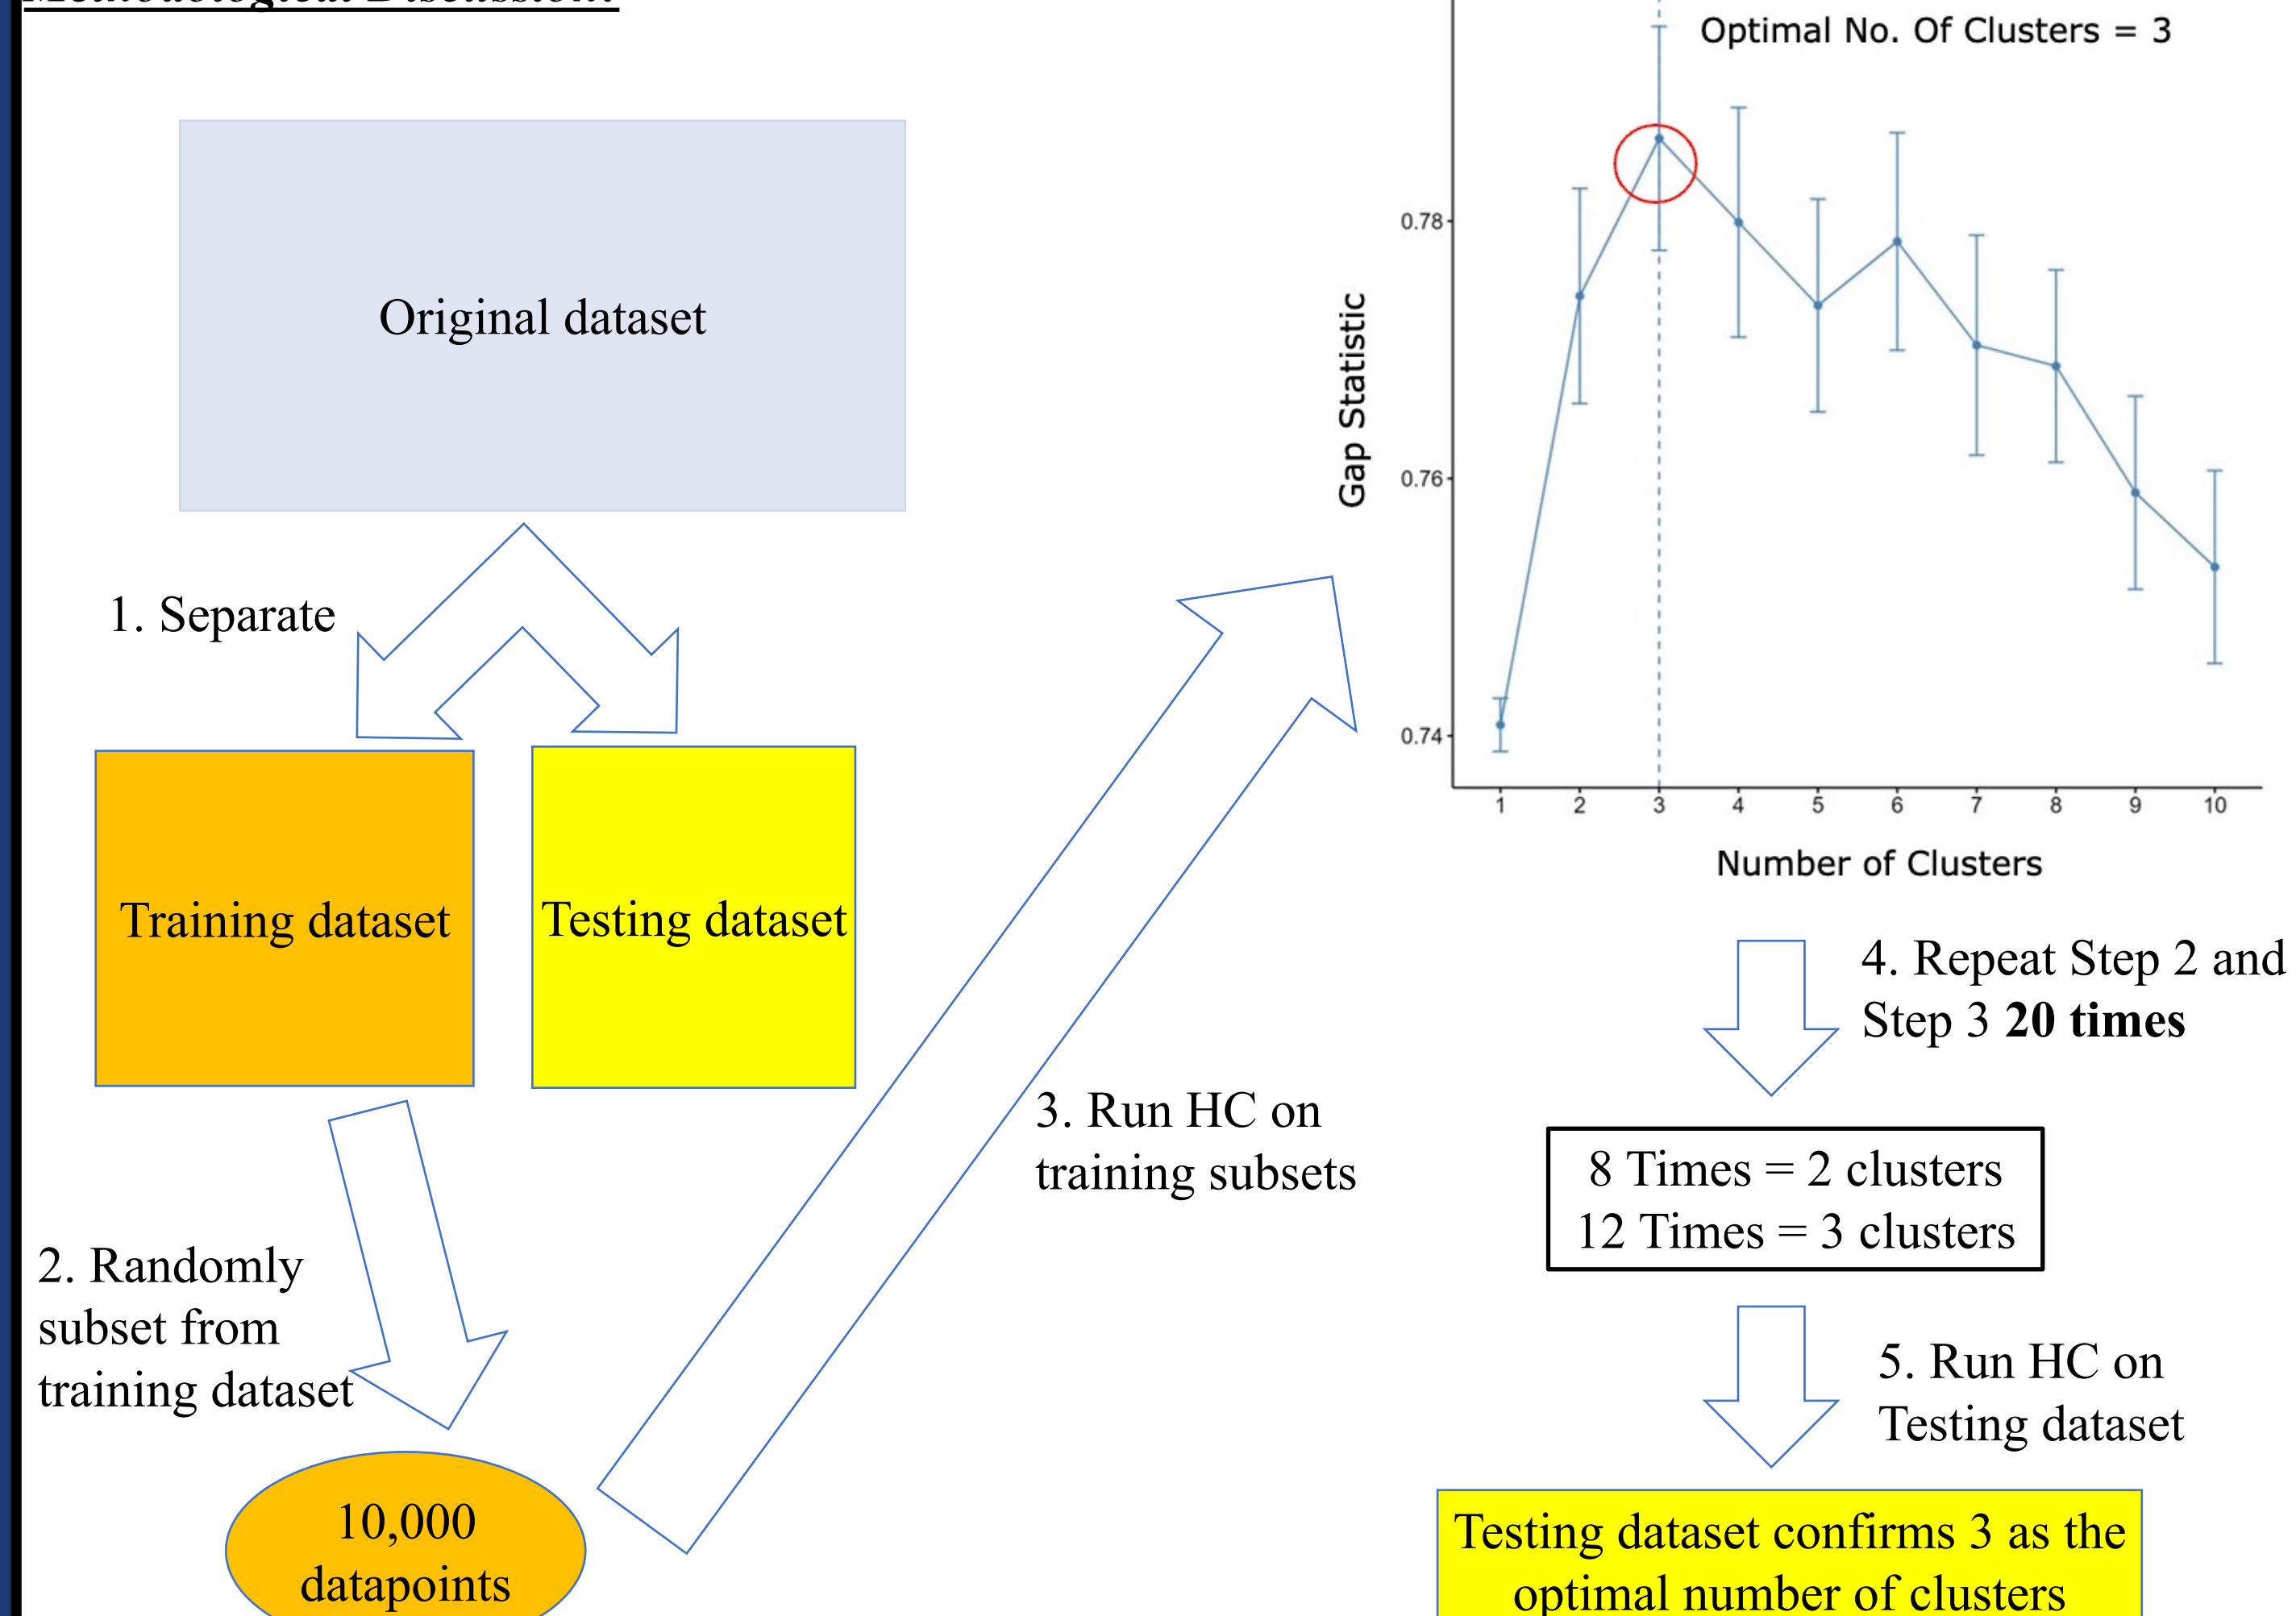 Methodological Discussion:
Original dataset
1. Separate
Training dataset
Testing dataset
2. Randomly
subset from
training dataset
10,000
datapoints
3. Run HC on
training subsets
Optimal No. Of Clusters = 3
Gap Statistic
0.78
0.76
0.74
1 2 3 4 5 6 7 8 9 10
Number of Clusters
4. Repeat Step 2 and
Step 3 20 times
8 Times = 2 clusters
12 Times = 3 clusters
5. Run HC on
Testing dataset
Testing dataset confirms 3 as the
optimal number of clusters